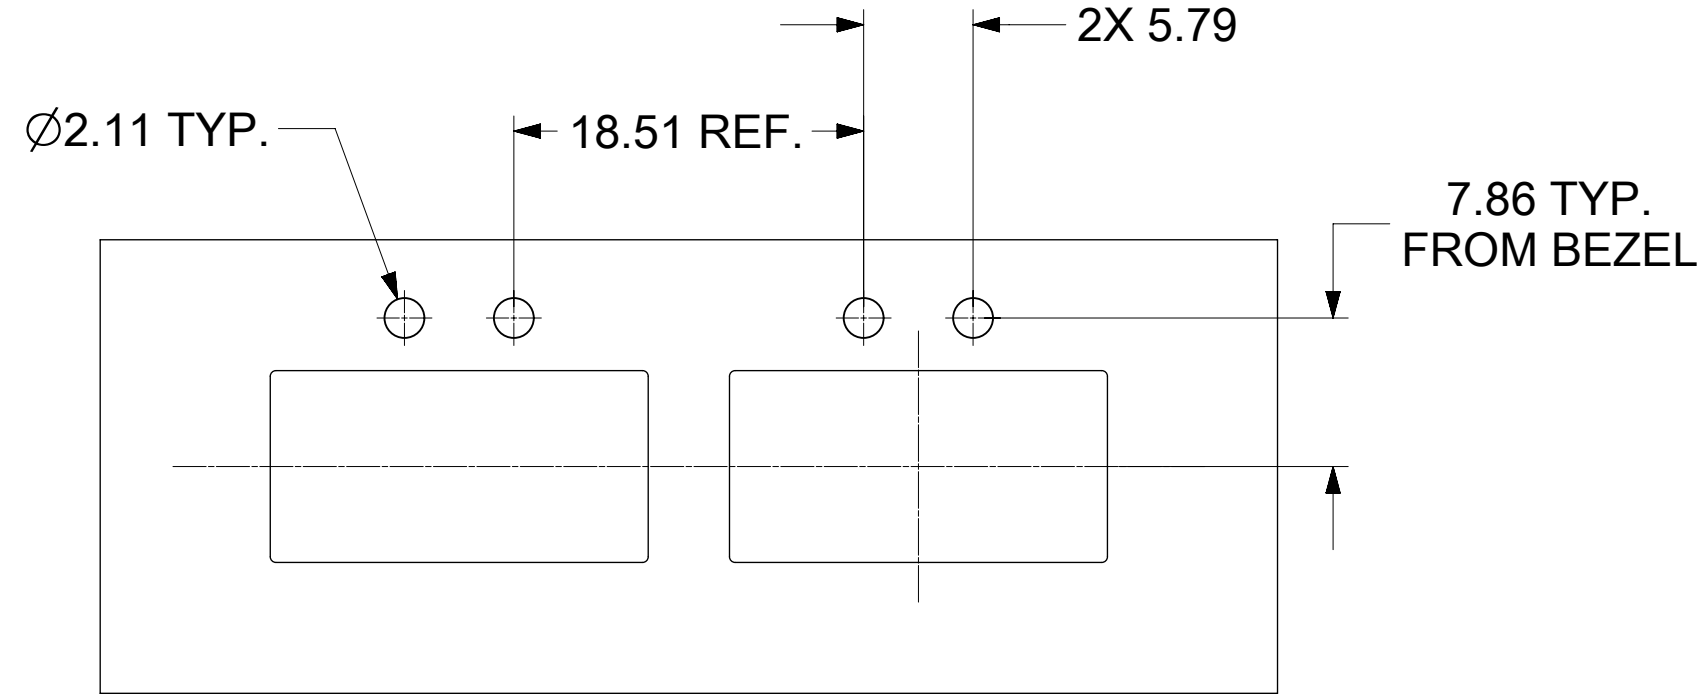 2X 5.79
∅2.11 TYP.
18.51 REF.
7.86 TYP.
FROM BEZEL